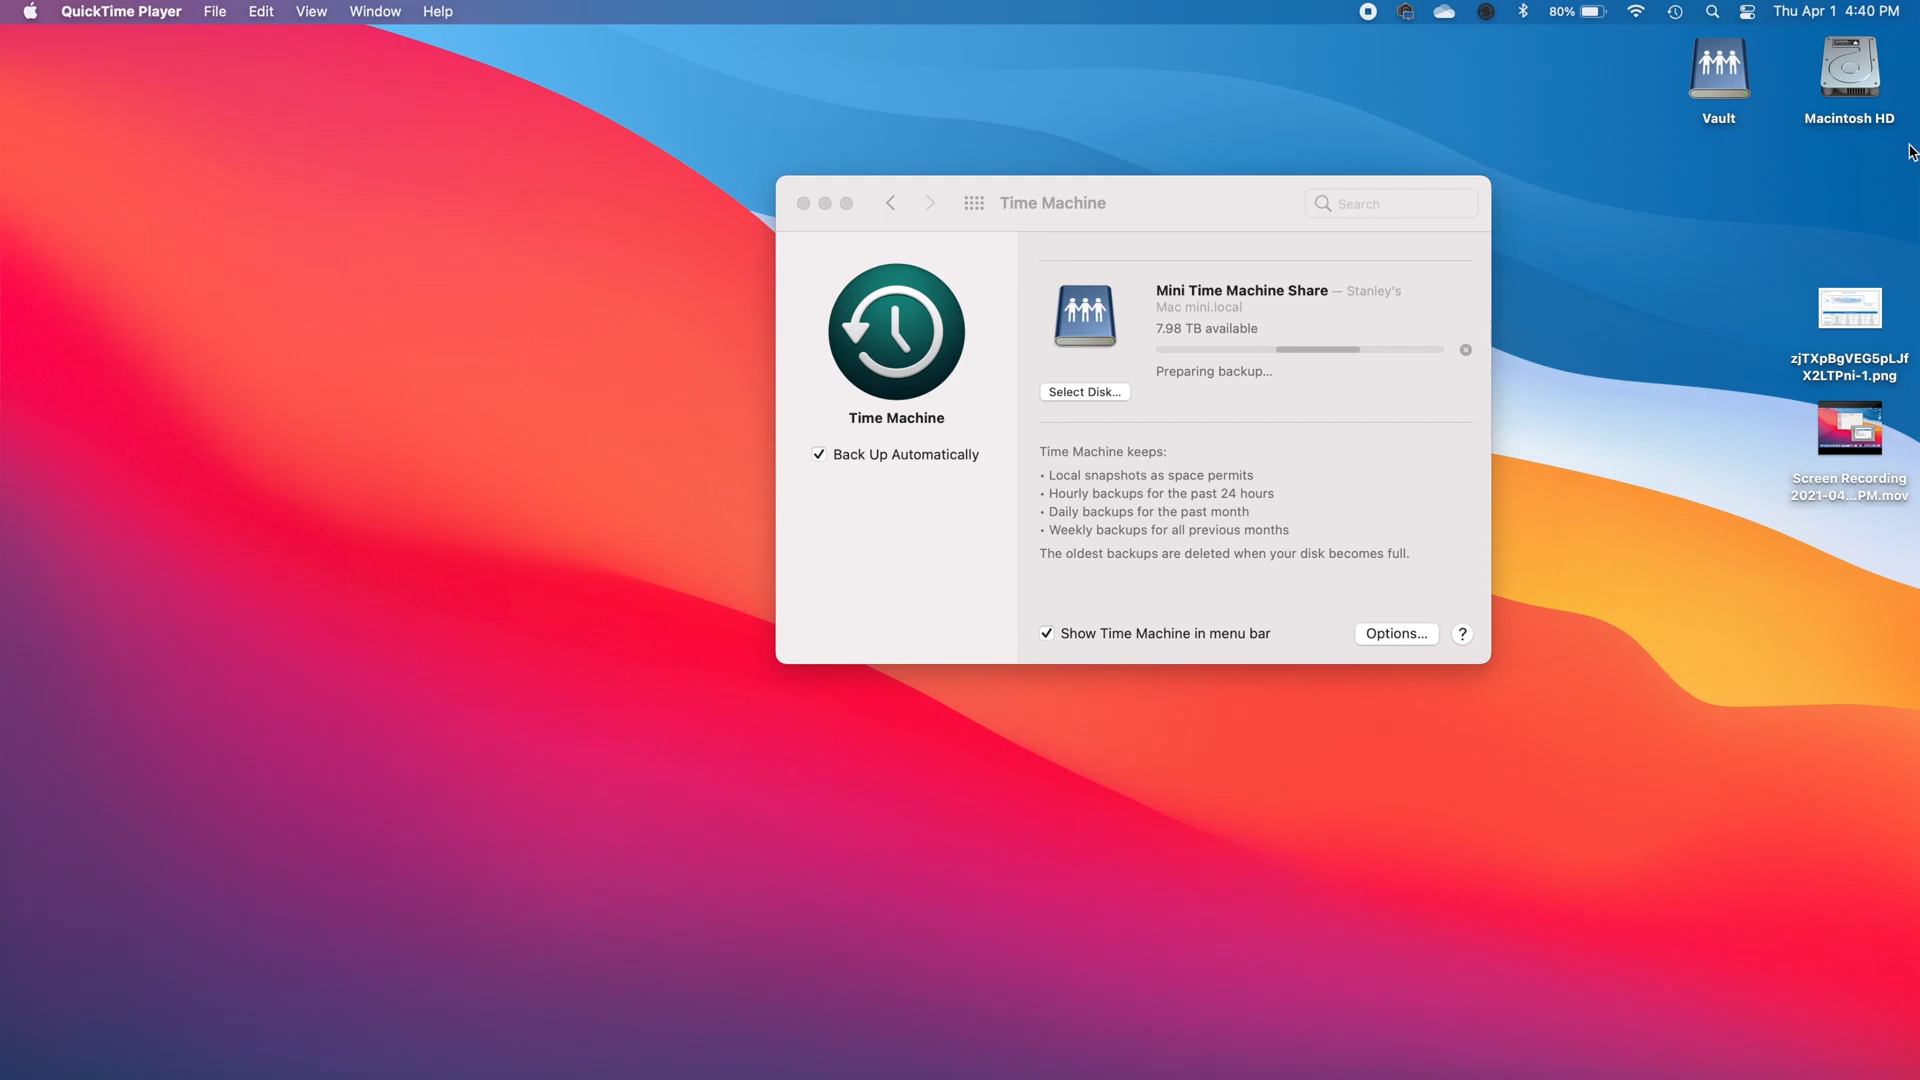 QuickTime Player File Edit View Window Help 80% Thu Apr 1 4:40 PM
Vault
Macintosh HD
Time Machine
Search
Mini Time Machine Share — Stanley's
Mac mini.local
7.98 TB available
Preparing backup...
Select Disk...
Time Machine
Back Up Automatically
Time Machine keeps:
• Local snapshots as space permits
• Hourly backups for the past 24 hours
• Daily backups for the past month
• Weekly backups for all previous months
The oldest backups are deleted when your disk becomes full.
Show Time Machine in menu bar
Options...
?
zjTXpBgVEG5pLJf
X2LTPni-1.png
Screen Recording
2021-04...PM.mov